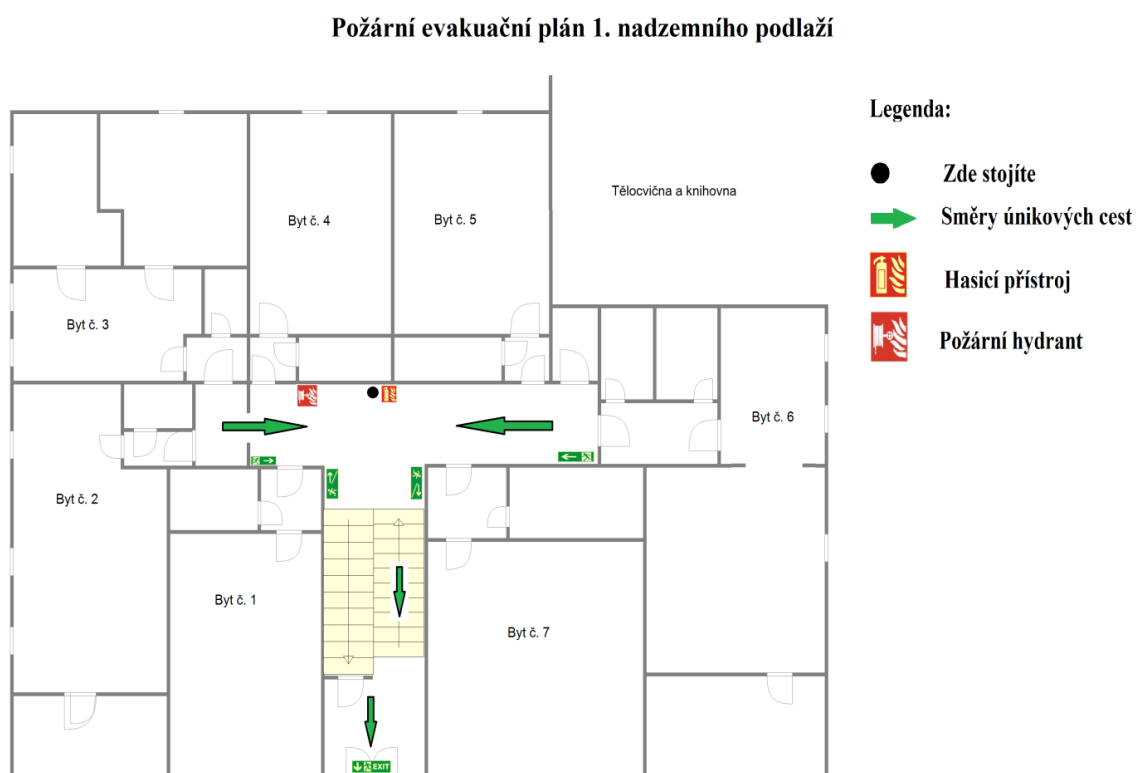 Požární evakuační plán 1. nadzemního podlaží
Legenda:
Zde stojíte
Směry únikových cest
Hasicí přístroj
Požární hydrant
Tělocvična a knihovna
Byt č. 4
Byt č. 5
Byt č. 3
Byt č. 6
Byt č. 2
Byt č. 1
Byt č. 7
EXIT